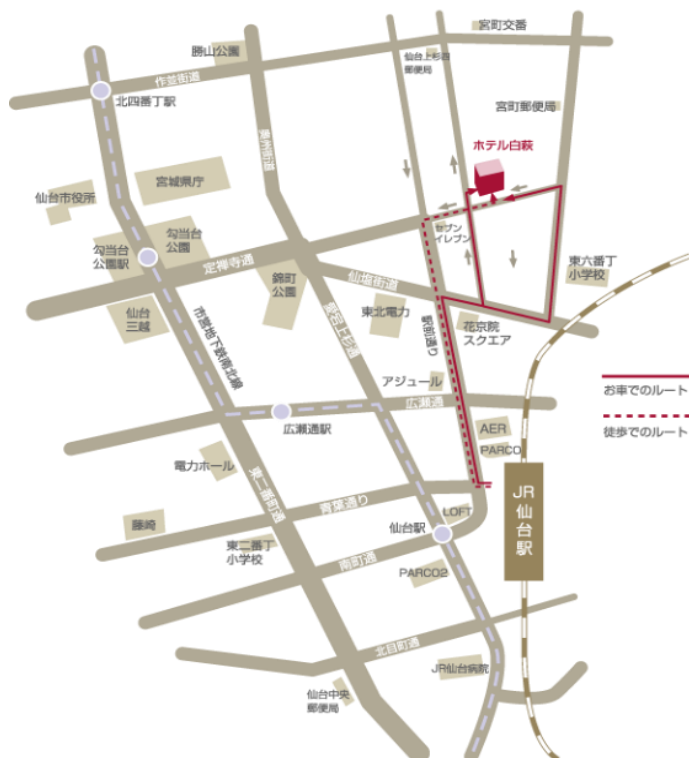 宮町交番
勝山公園
仙台上杉四
郵便局
作並街道
北四番丁駅
宮町郵便局
ホテル白萩
宮城県庁
仙台市役所
セブン
イレブン
勾当台
公園
勾当台
公園駅
定禅寺通
東六番丁
小学校
錦町
公園
仙塩街道
仙台
三越
東北電力
花京院
スクエア
愛宕上杉通
駅前通り
市営地下鉄南北線
アジュール
お車でのルート
広瀬通
徒歩でのルート
広瀬通駅
AER
PARCO
電力ホール
東二番町通
JR仙台駅
青葉通り
LOFT
藤崎
仙台駅
東二番丁
小学校
南町通
PARCO2
北目町通
JR仙台病院
仙台中央
郵便局